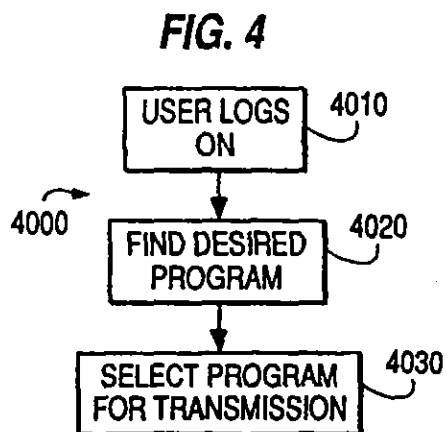 FIG. 4
USER LOGS
ON
4010
4000
FIND DESIRED
PROGRAM
4020
SELECT PROGRAM
FOR TRANSMISSION
4030